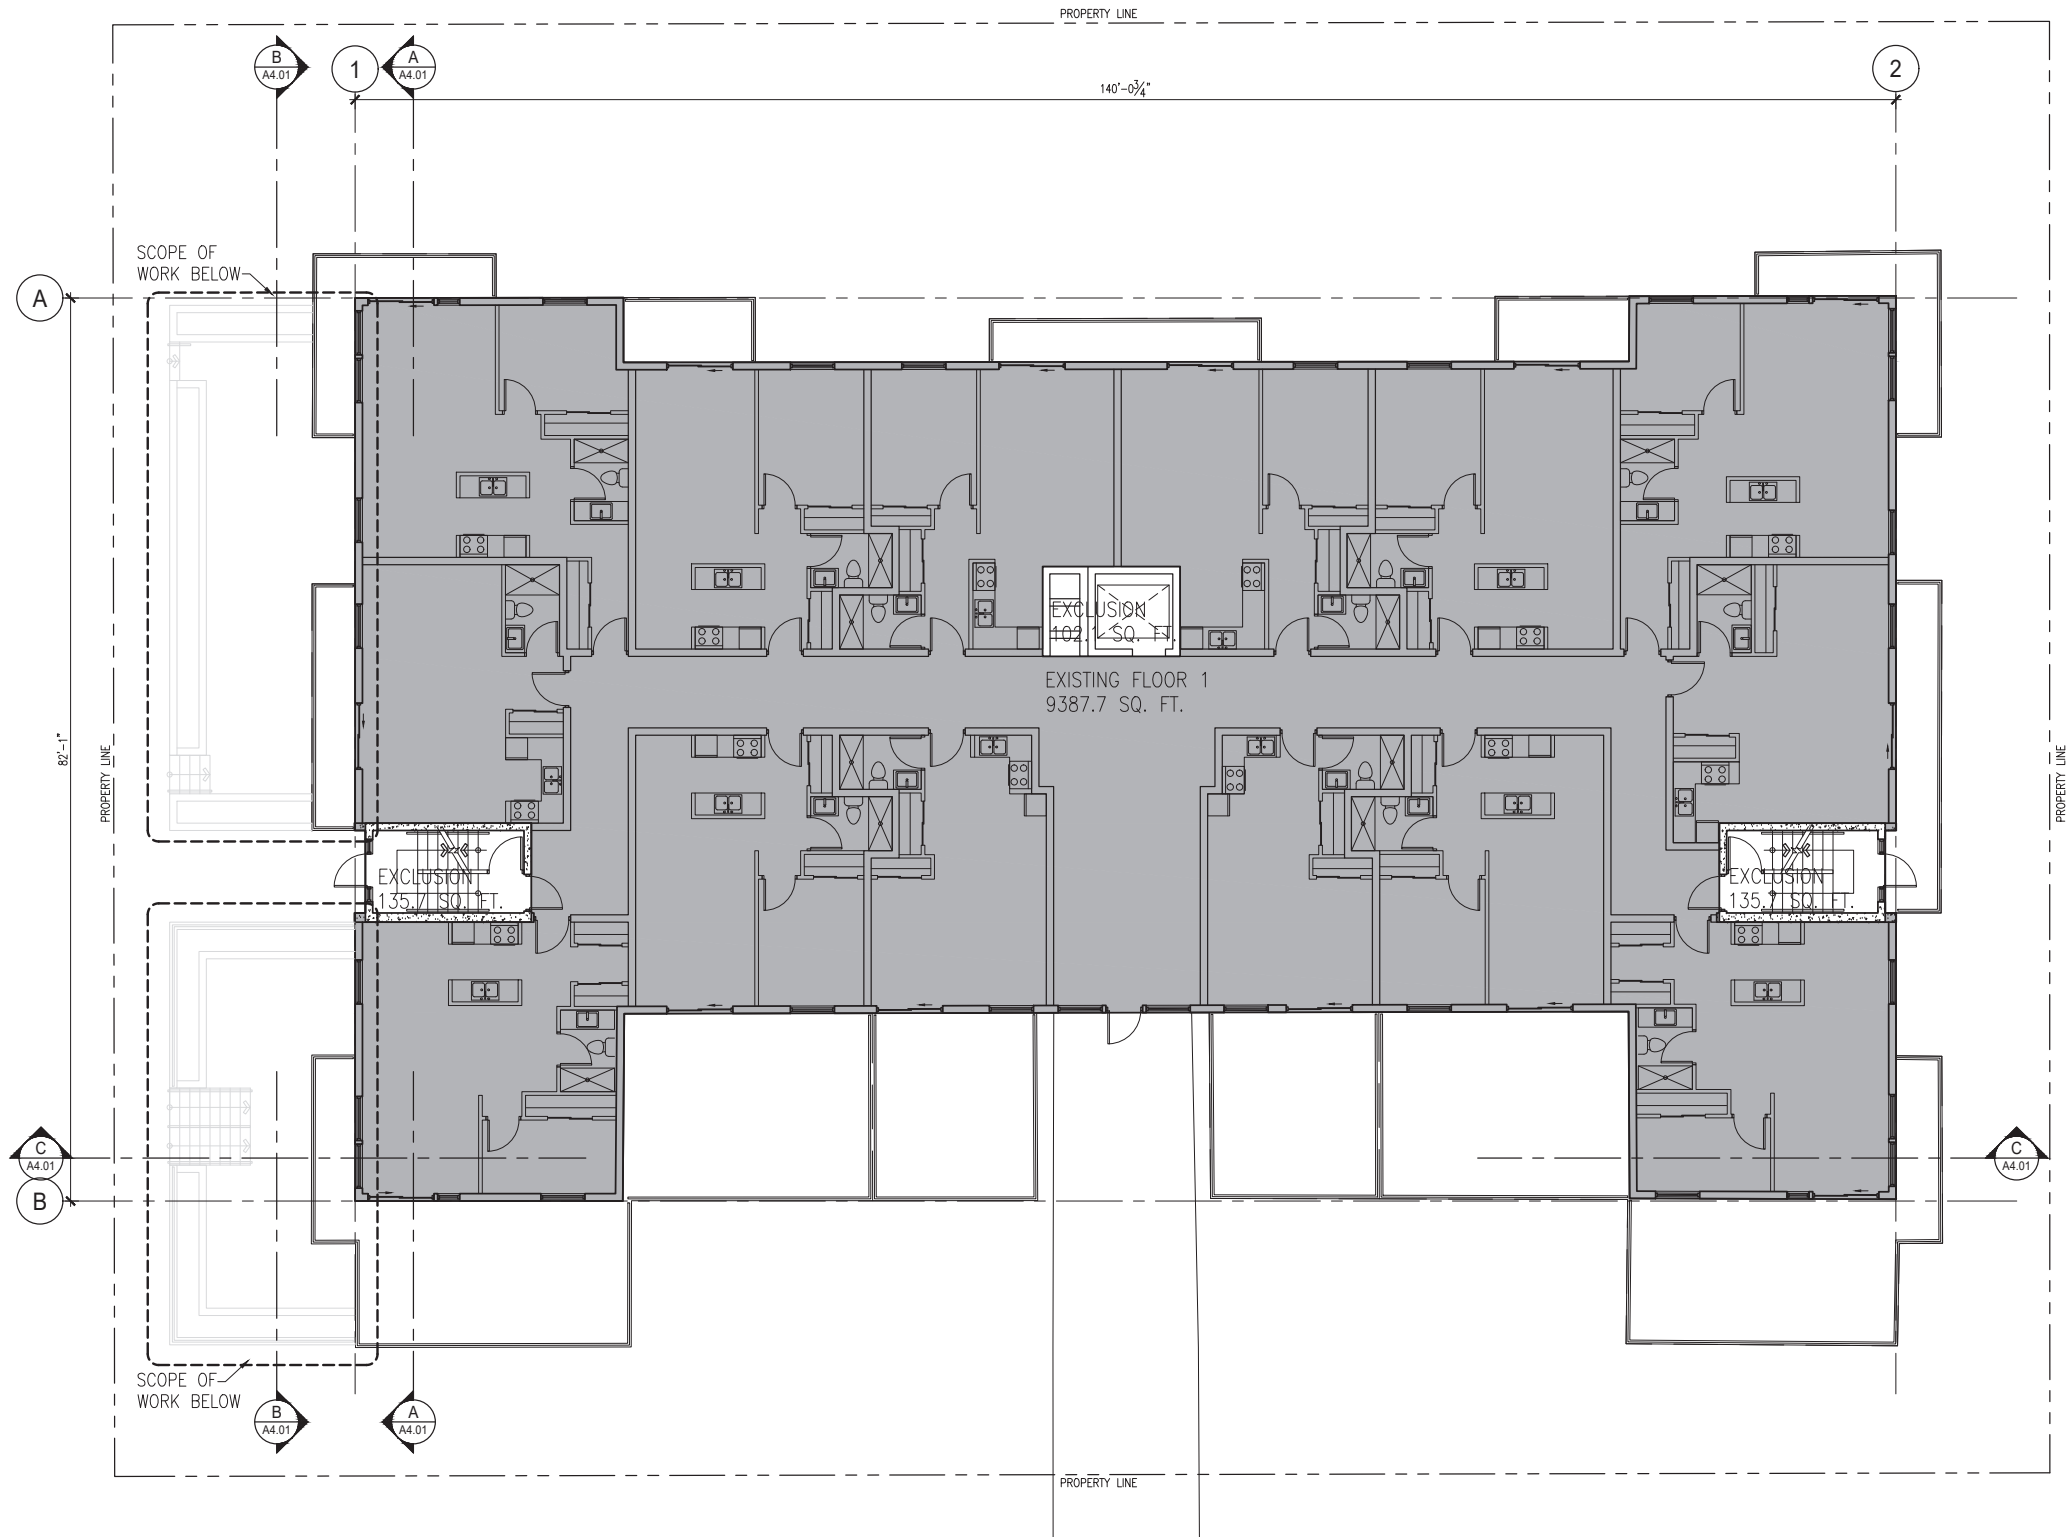 PROPERTY LINE
B
A4.01
1
A
A4.01
2
140'-0¾"
SCOPE OF
WORK BELOW
A
EXCLUSION
102.1 SQ. FT.
EXISTING FLOOR 1
9387.7 SQ. FT.
82'-1"
PROPERTY LINE
PROPERTY LINE
EXCLUSION
135.7 SQ. FT.
EXCLUSION
135.7 SQ. FT.
C
A4.01
C
A4.01
B
SCOPE OF
WORK BELOW
B
A4.01
A
A4.01
PROPERTY LINE